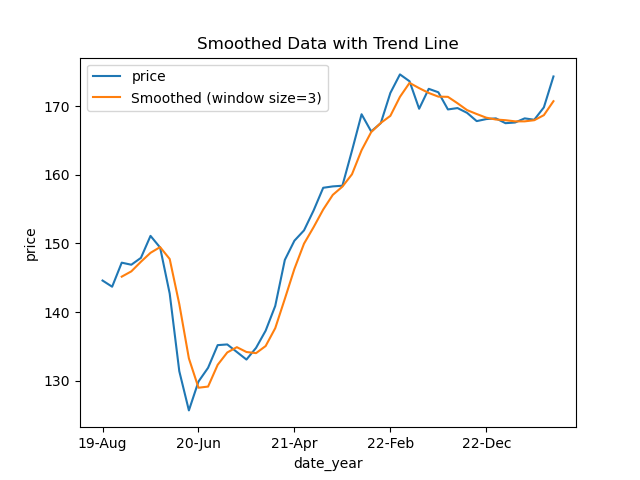 Smoothed Data with Trend Line
price
Smoothed (window size=3)
170
160
150
140
130
price
19-Aug 20-Jun 21-Apr 22-Feb 22-Dec
date_year